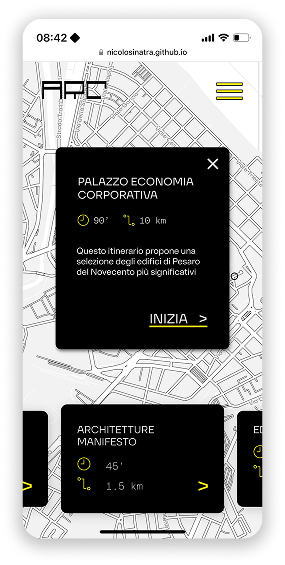 08:42
nicolosinatra.github.io
ARC
PALAZZO ECONOMIA
CORPORATIVA
90'
10 km
Questo itinerario propone una
selezione degli edifici di Pesaro
del Novecento più significativi
INIZIA >
>
ARCHITETTURE
MANIFESTO
45'
1.5 km
>
ED